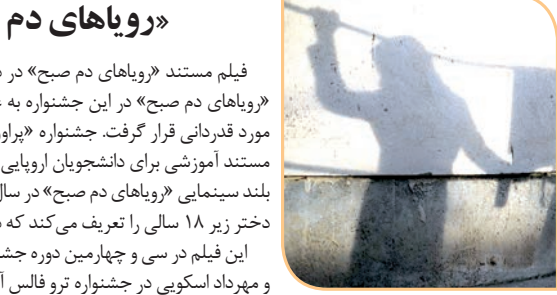 «رویاهای دم
فیلم مستند «رویاهای دم صبح» در
«رویاهای دم صبح» در این جشنواره به
مورد قدردانی قرار گرفت. جشنواره «پراو
مستند آموزشی برای دانشجویان اروپایی
بلند سینمایی «رویاهای دم صبح» در سال
دختر زیر ۱۸ سالی را تعریف می‌کند که
این فیلم در سی و چهارمین دوره جش
و مهرداد اسکویی در جشنواره ترو فالس آ